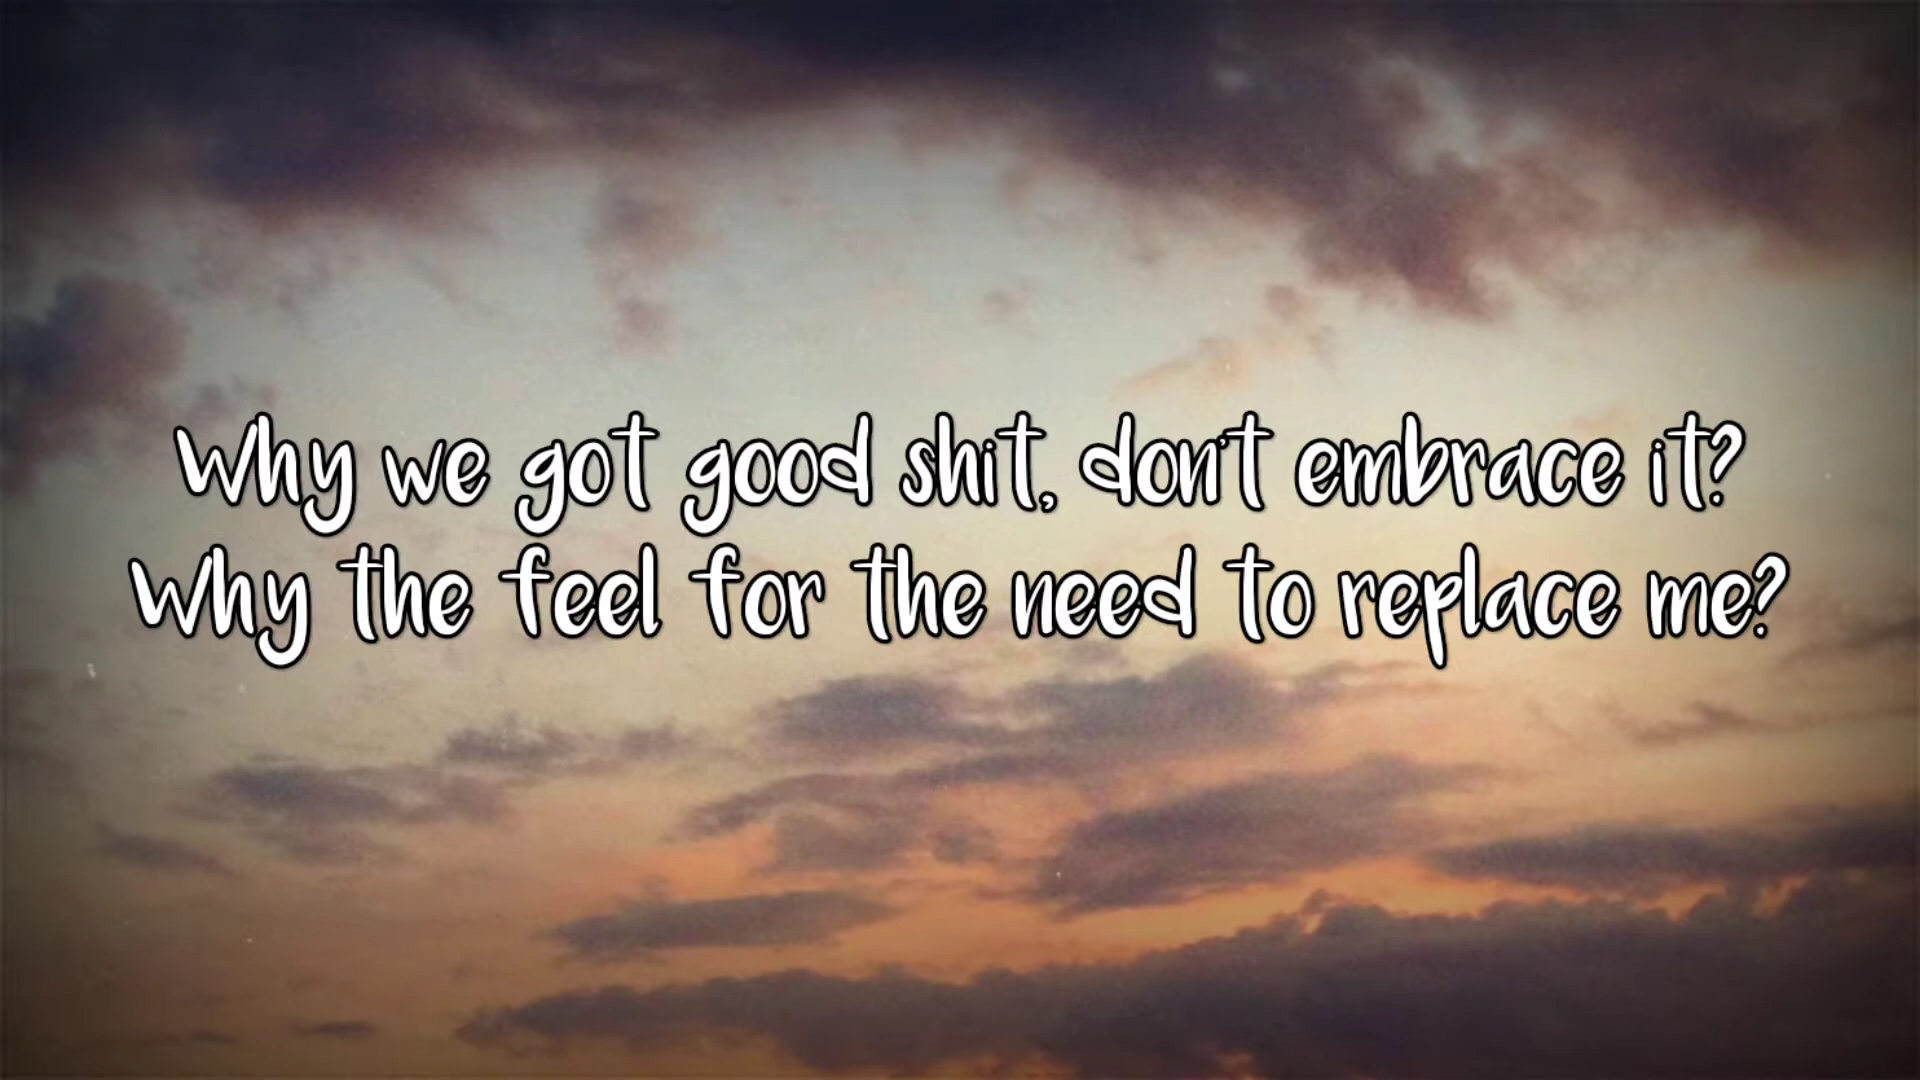 Why we got good shit, don't embrace it?
Why the feel for the need to replace me?